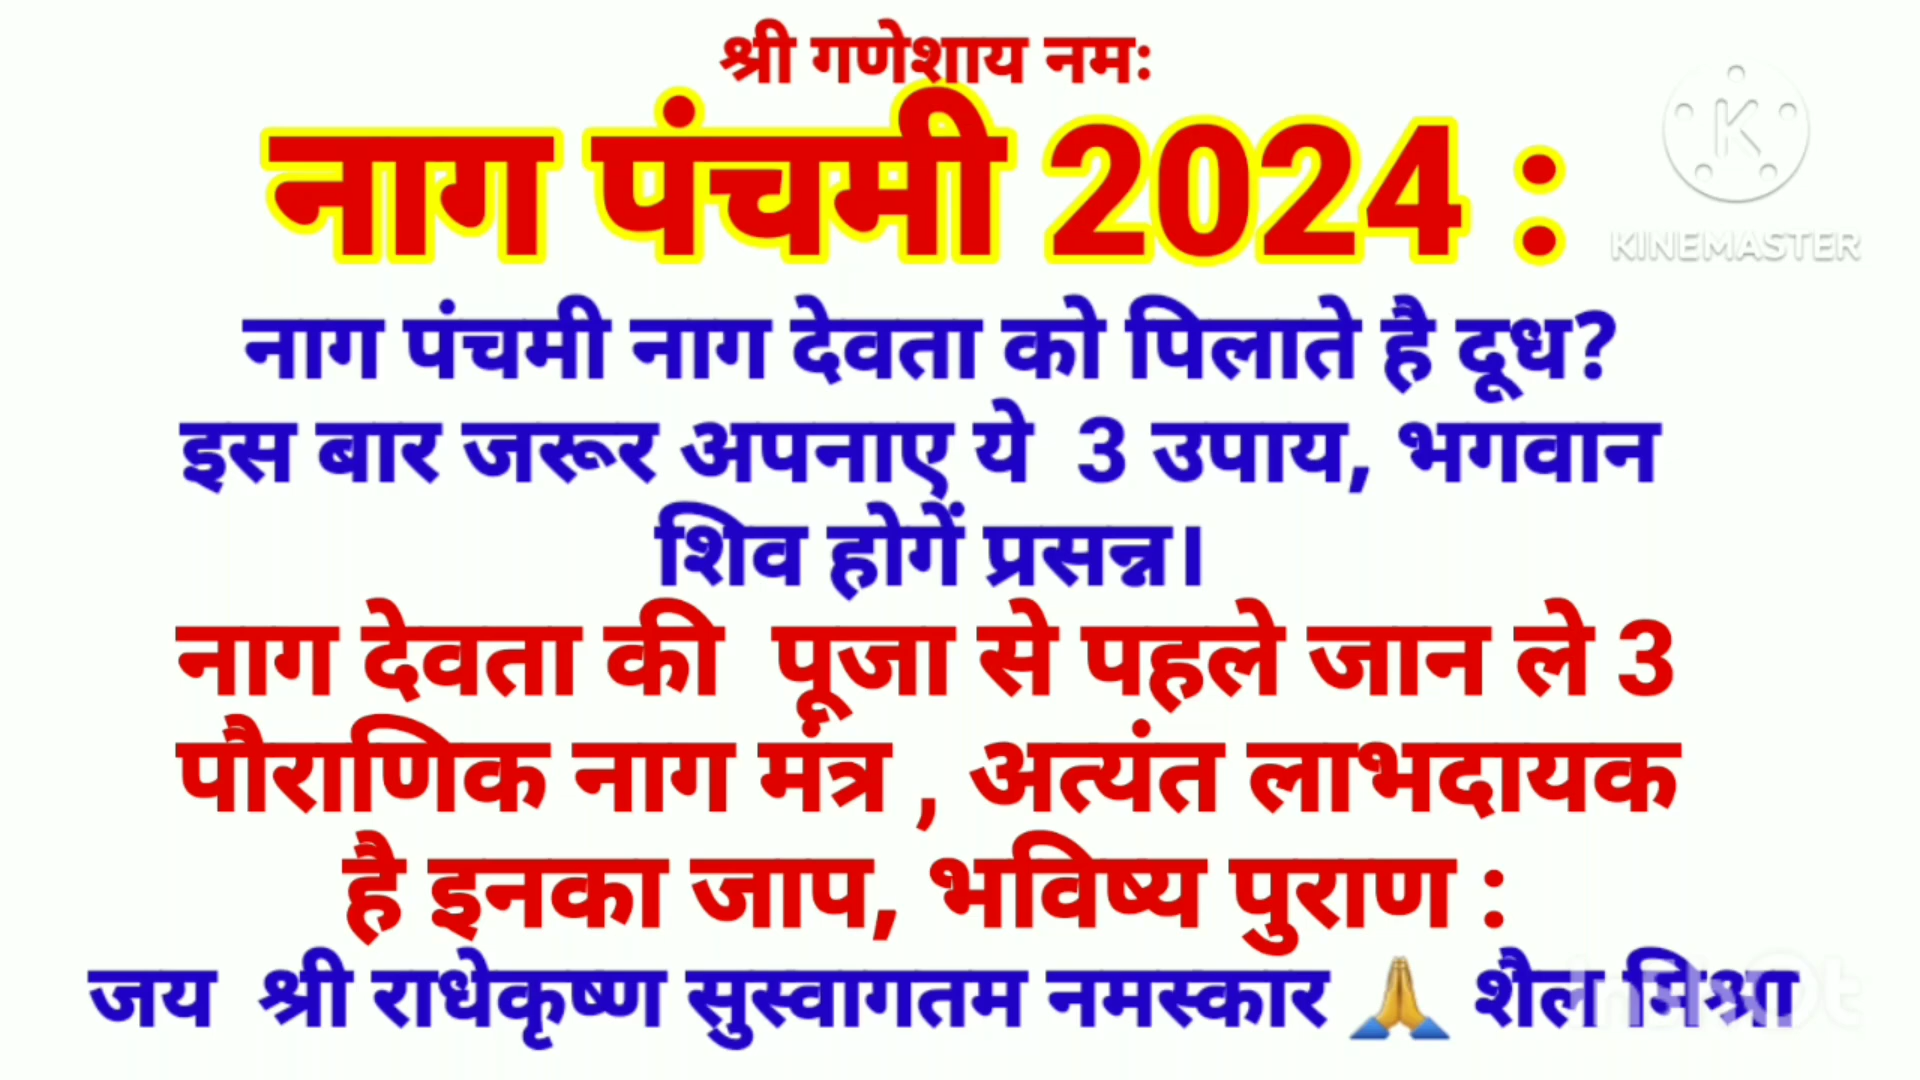 श्री गणेशाय नमः
नाग पंचमी 2024 :
KINEMASTER
नाग पंचमी नाग देवता को पिलाते है दूध?
इस बार जरूर अपनाए ये 3 उपाय, भगवान
शिव होगें प्रसन्न।
नाग देवता की पूजा से पहले जान ले 3
पौराणिक नाग मंत्र , अत्यंत लाभदायक
है इनका जाप, भविष्य पुराण :
जय श्री राधेकृष्ण सुस्वागतम नमस्कार 🙏 शैल मिश्रा
InShOt